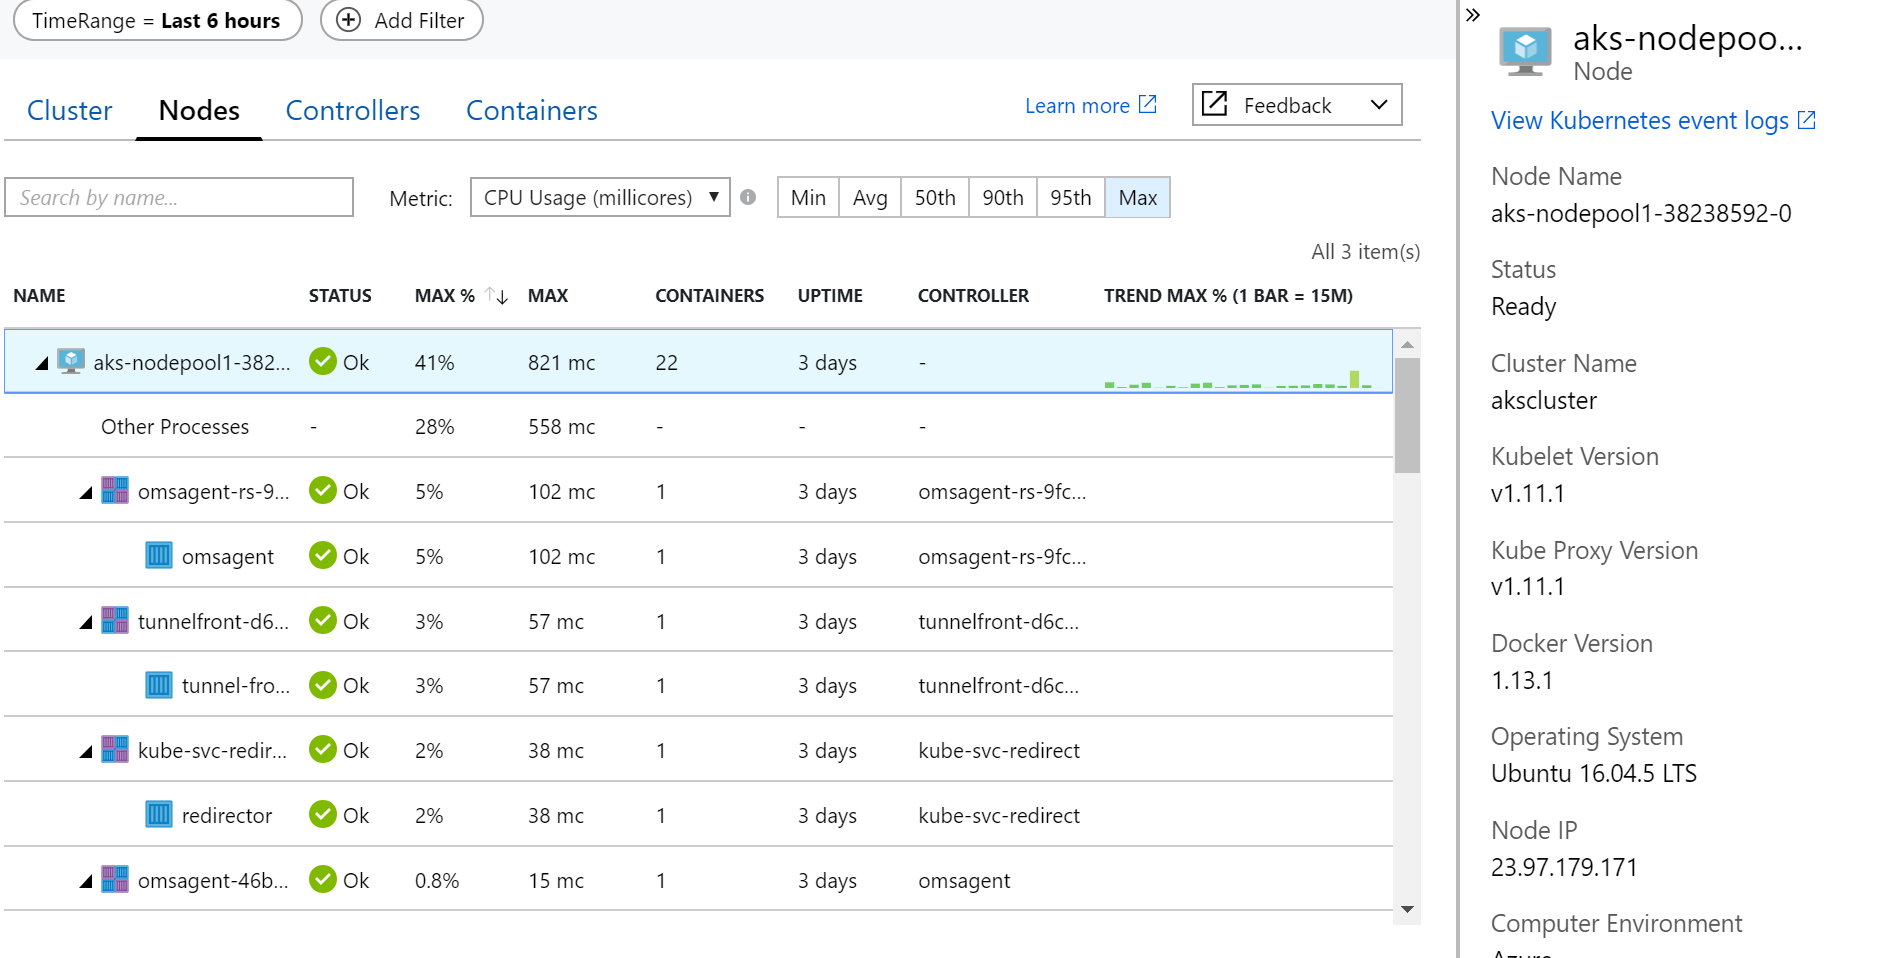 TimeRange = Last 6 hours
Add Filter
Cluster Nodes Controllers Containers
Learn more
Feedback
Search by name...
Metric: CPU Usage (millicores)
Min Avg 50th 90th 95th Max
All 3 item(s)
NAME STATUS MAX % MAX CONTAINERS UPTIME CONTROLLER TREND MAX % (1 BAR = 15M)
aks-nodepool1-382... Ok 41% 821 mc 22 3 days -
Other Processes - 28% 558 mc - - -
omsagent-rs-9... Ok 5% 102 mc 1 3 days omsagent-rs-9fc...
omsagent Ok 5% 102 mc 1 3 days omsagent-rs-9fc...
tunnelfront-d6... Ok 3% 57 mc 1 3 days tunnelfront-d6c...
tunnel-fro... Ok 3% 57 mc 1 3 days tunnelfront-d6c...
kube-svc-redir... Ok 2% 38 mc 1 3 days kube-svc-redirect
redirector Ok 2% 38 mc 1 3 days kube-svc-redirect
omsagent-46b... Ok 0.8% 15 mc 1 3 days omsagent
aks-nodepoo...
Node
View Kubernetes event logs
Node Name
aks-nodepool1-38238592-0
Status
Ready
Cluster Name
akscluster
Kubelet Version
v1.11.1
Kube Proxy Version
v1.11.1
Docker Version
1.13.1
Operating System
Ubuntu 16.04.5 LTS
Node IP
23.97.179.171
Computer Environment
Azure